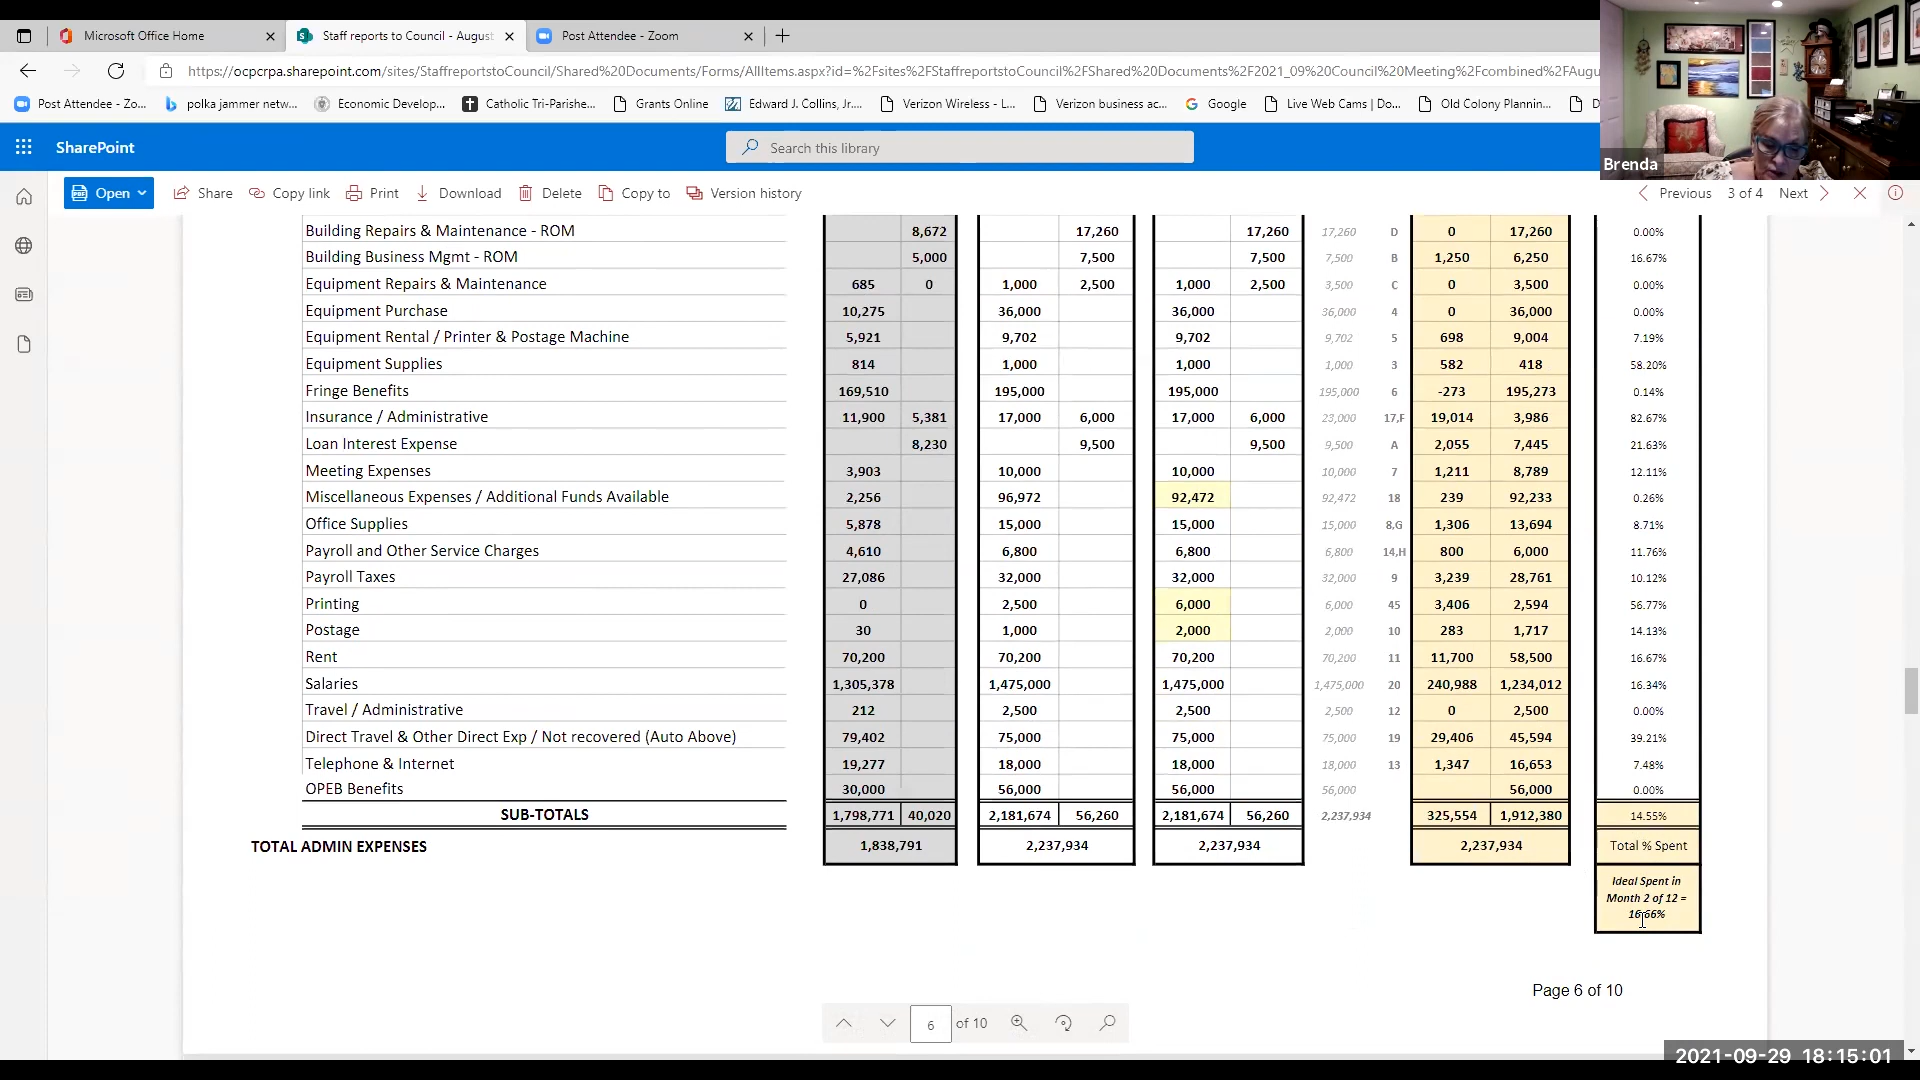 Microsoft Office Home
Staff reports to Council - August
Post Attendee - Zoom
https://ocpcrpa.sharepoint.com/sites/StaffreportstoCouncil/Shared%20Documents/Forms/AllItems.aspx?id=%2Fsites%2FStaffreportstoCouncil%2FShared%20Documents%2F2021_09%20Council%20Meeting%2Fcombined%2FAugu
Post Attendee - Zo...
polka jammer netw...
Economic Develop...
Catholic Tri-Parishe...
Grants Online
Edward J. Collins, Jr....
Verizon Wireless - L...
Verizon business ac...
Google
Live Web Cams | Do...
Old Colony Plannin...
D
Brenda
SharePoint
Search this library
Open Share Copy link Print Download Delete Copy to Version history Previous 3 of 4 Next
Building Repairs & Maintenance - ROM 8,672 17,260 17,260 17,260 D 0 17,260 0.00%
Building Business Mgmt - ROM 5,000 7,500 7,500 7,500 B 1,250 6,250 16.67%
Equipment Repairs & Maintenance 685 0 1,000 2,500 1,000 2,500 3,500 C 0 3,500 0.00%
Equipment Purchase 10,275 36,000 36,000 36,000 4 0 36,000 0.00%
Equipment Rental / Printer & Postage Machine 5,921 9,702 9,702 9,702 5 698 9,004 7.19%
Equipment Supplies 814 1,000 1,000 1,000 3 582 418 58.20%
Fringe Benefits 169,510 195,000 195,000 195,000 6 -273 195,273 0.14%
Insurance / Administrative 11,900 5,381 17,000 6,000 17,000 6,000 23,000 17,F 19,014 3,986 82.67%
Loan Interest Expense 8,230 9,500 9,500 9,500 A 2,055 7,445 21.63%
Meeting Expenses 3,903 10,000 10,000 10,000 7 1,211 8,789 12.11%
Miscellaneous Expenses / Additional Funds Available 2,256 96,972 92,472 92,472 18 239 92,233 0.26%
Office Supplies 5,878 15,000 15,000 15,000 8,G 1,306 13,694 8.71%
Payroll and Other Service Charges 4,610 6,800 6,800 6,800 14,H 800 6,000 11.76%
Payroll Taxes 27,086 32,000 32,000 32,000 9 3,239 28,761 10.12%
Printing 0 2,500 6,000 6,000 45 3,406 2,594 56.77%
Postage 30 1,000 2,000 2,000 10 283 1,717 14.13%
Rent 70,200 70,200 70,200 70,200 11 11,700 58,500 16.67%
Salaries 1,305,378 1,475,000 1,475,000 1,475,000 20 240,988 1,234,012 16.34%
Travel / Administrative 212 2,500 2,500 2,500 12 0 2,500 0.00%
Direct Travel & Other Direct Exp / Not recovered (Auto Above) 79,402 75,000 75,000 75,000 19 29,406 45,594 39.21%
Telephone & Internet 19,277 18,000 18,000 18,000 13 1,347 16,653 7.48%
OPEB Benefits 30,000 56,000 56,000 56,000 56,000 0.00%
SUB-TOTALS 1,798,771 40,020 2,181,674 56,260 2,181,674 56,260 2,237,934 325,554 1,912,380 14.55%
TOTAL ADMIN EXPENSES 1,838,791 2,237,934 2,237,934 2,237,934 Total % Spent
Ideal Spent in
Month 2 of 12 =
16.66%
Page 6 of 10
6 of 10
2021-09-29 18:15:01